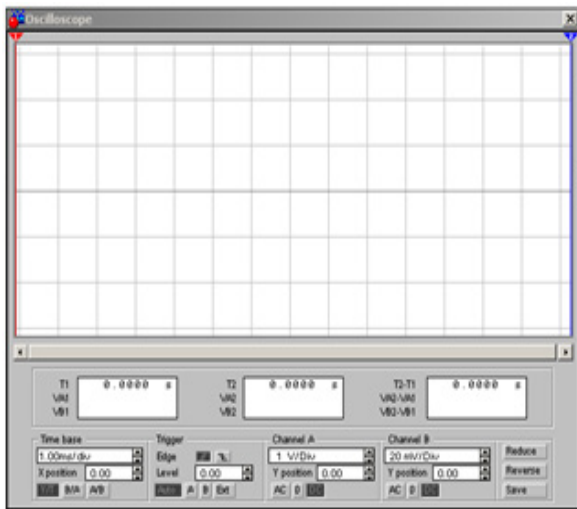 Oscilloscope
T1 0.0000 s
VA1
VB1
T2 0.0000 s
VA2
VB2
T2-T1 0.0000 s
VA2-VA1
VB2-VB1
Time base
1.00ms/div
X position 0.00
Y/T B/A A/B
Trigger
Edge
Level 0.00
Auto A B Ext
Channel A
1 V/Div
Y position 0.00
AC 0 DC
Channel B
20 mV/Div
Y position 0.00
AC 0 DC
Reduce
Reverse
Save